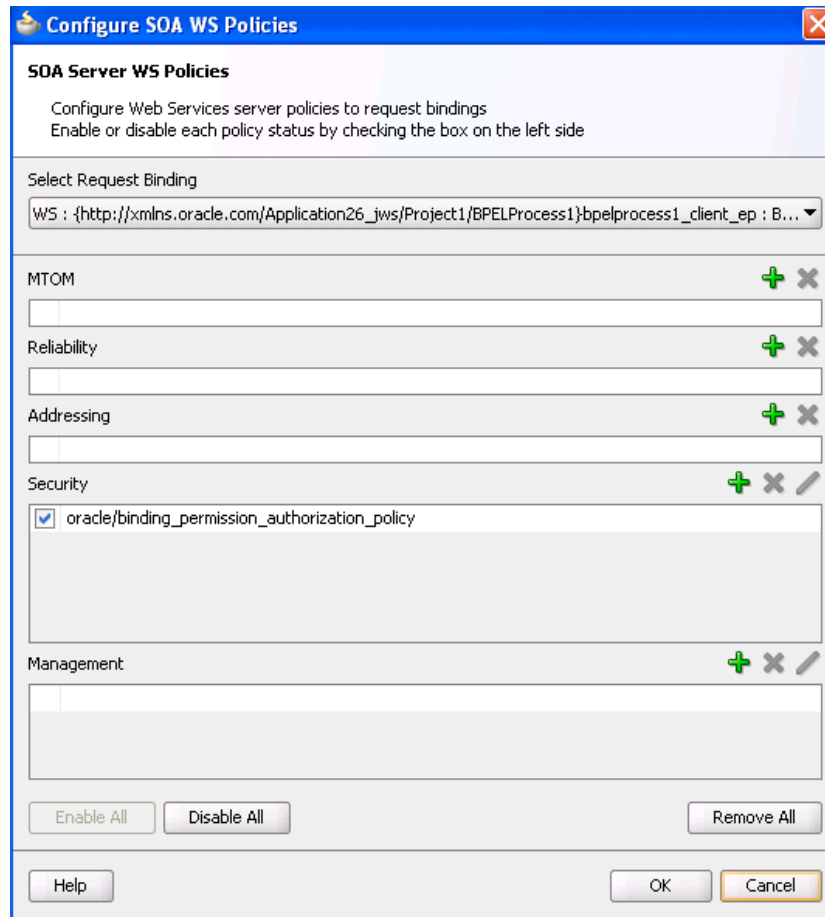 Configure SOA WS Policies
SOA Server WS Policies
Configure Web Services server policies to request bindings
Enable or disable each policy status by checking the box on the left side
Select Request Binding
WS : {http://xmlns.oracle.com/Application26_jws/Project1/BPELProcess1}bpelprocess1_client_ep : B...
MTOM
Reliability
Addressing
Security
oracle/binding_permission_authorization_policy
Management
Enable All Disable All Remove All
Help OK Cancel